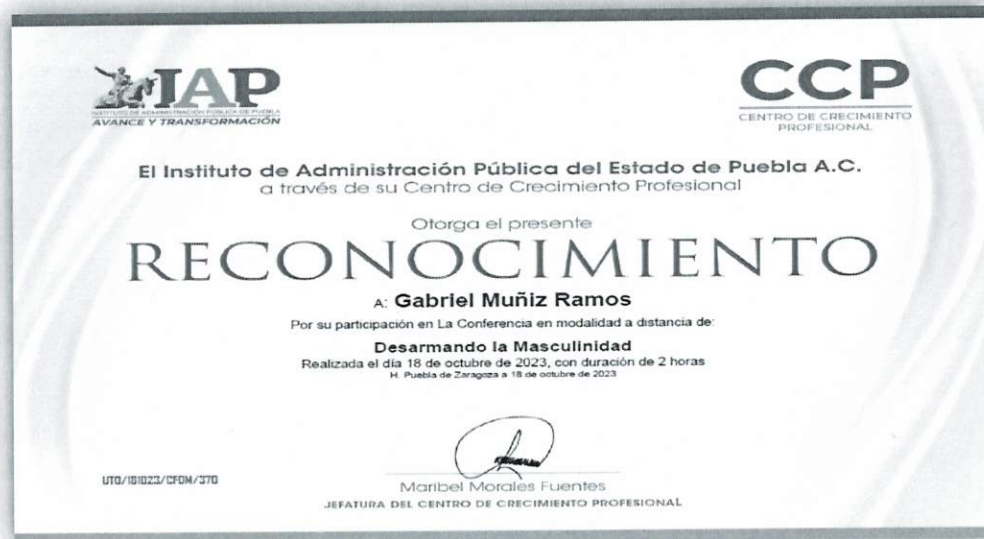 IAP
INSTITUTO DE ADMINISTRACIÓN PÚBLICA DE PUEBLA
AVANCE Y TRANSFORMACIÓN
CCP
CENTRO DE CRECIMIENTO
PROFESIONAL
El Instituto de Administración Pública del Estado de Puebla A.C.
a través de su Centro de Crecimiento Profesional
Otorga el presente
RECONOCIMIENTO
A: Gabriel Muñiz Ramos
Por su participación en La Conferencia en modalidad a distancia de:
Desarmando la Masculinidad
Realizada el día 18 de octubre de 2023, con duración de 2 horas
H. Puebla de Zaragoza a 18 de octubre de 2023
Maribel Morales Fuentes
JEFATURA DEL CENTRO DE CRECIMIENTO PROFESIONAL
UTQ/181023/CFDM/370